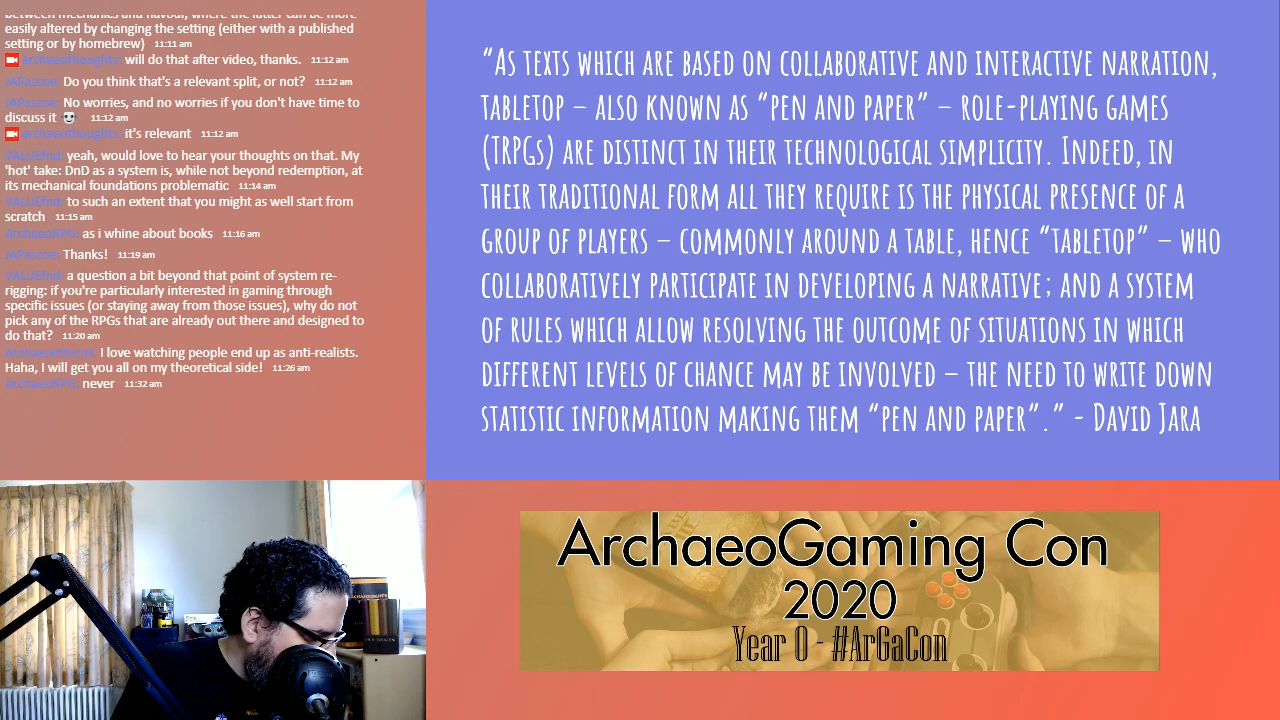 between mechanics and flavour, where the latter can be more
easily altered by changing the setting (either with a published
setting or by homebrew) 11:11 am
archaeothoughts: will do that after video, thanks. 11:12 am
JAPascoe: Do you think that's a relevant split, or not? 11:12 am
JAPascoe: No worries, and no worries if you don't have time to
discuss it 11:12 am
archaeothoughts: it's relevant 11:12 am
VALUEfnd: yeah, would love to hear your thoughts on that. My
'hot' take: DnD as a system is, while not beyond redemption, at
its mechanical foundations problematic 11:14 am
VALUEfnd: to such an extent that you might as well start from
scratch 11:15 am
ArchaeoRPG: as i whine about books 11:16 am
JAPascoe: Thanks! 11:19 am
VALUEfnd: a question a bit beyond that point of system re-
rigging: if you're particularly interested in gaming through
specific issues (or staying away from those issues), why do not
pick any of the RPGs that are already out there and designed to
do that? 11:20 am
I love watching people end up as anti-realists.
Haha, I will get you all on my theoretical side! 11:26 am
ArchaeoRPG: never 11:32 am
“As texts which are based on collaborative and interactive narration,
tabletop – also known as “pen and paper” – role-playing games
(TRPGs) are distinct in their technological simplicity. Indeed, in
their traditional form all they require is the physical presence of a
group of players – commonly around a table, hence “tabletop” – who
collaboratively participate in developing a narrative; and a system
of rules which allow resolving the outcome of situations in which
different levels of chance may be involved – the need to write down
statistic information making them “pen and paper”.” - David Jara
ArchaeoGaming Con
2020
Year 0 - #ArGaCon